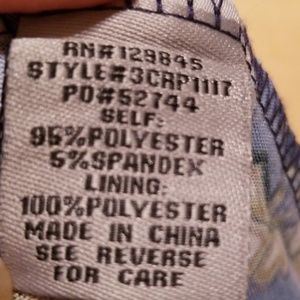 RN#129845
STYLE#3CRP1117
PO#52744
SELF:
95%POLYESTER
5%SPANDEX
LINING:
100%POLYESTER
MADE IN CHINA
SEE REVERSE
FOR CARE